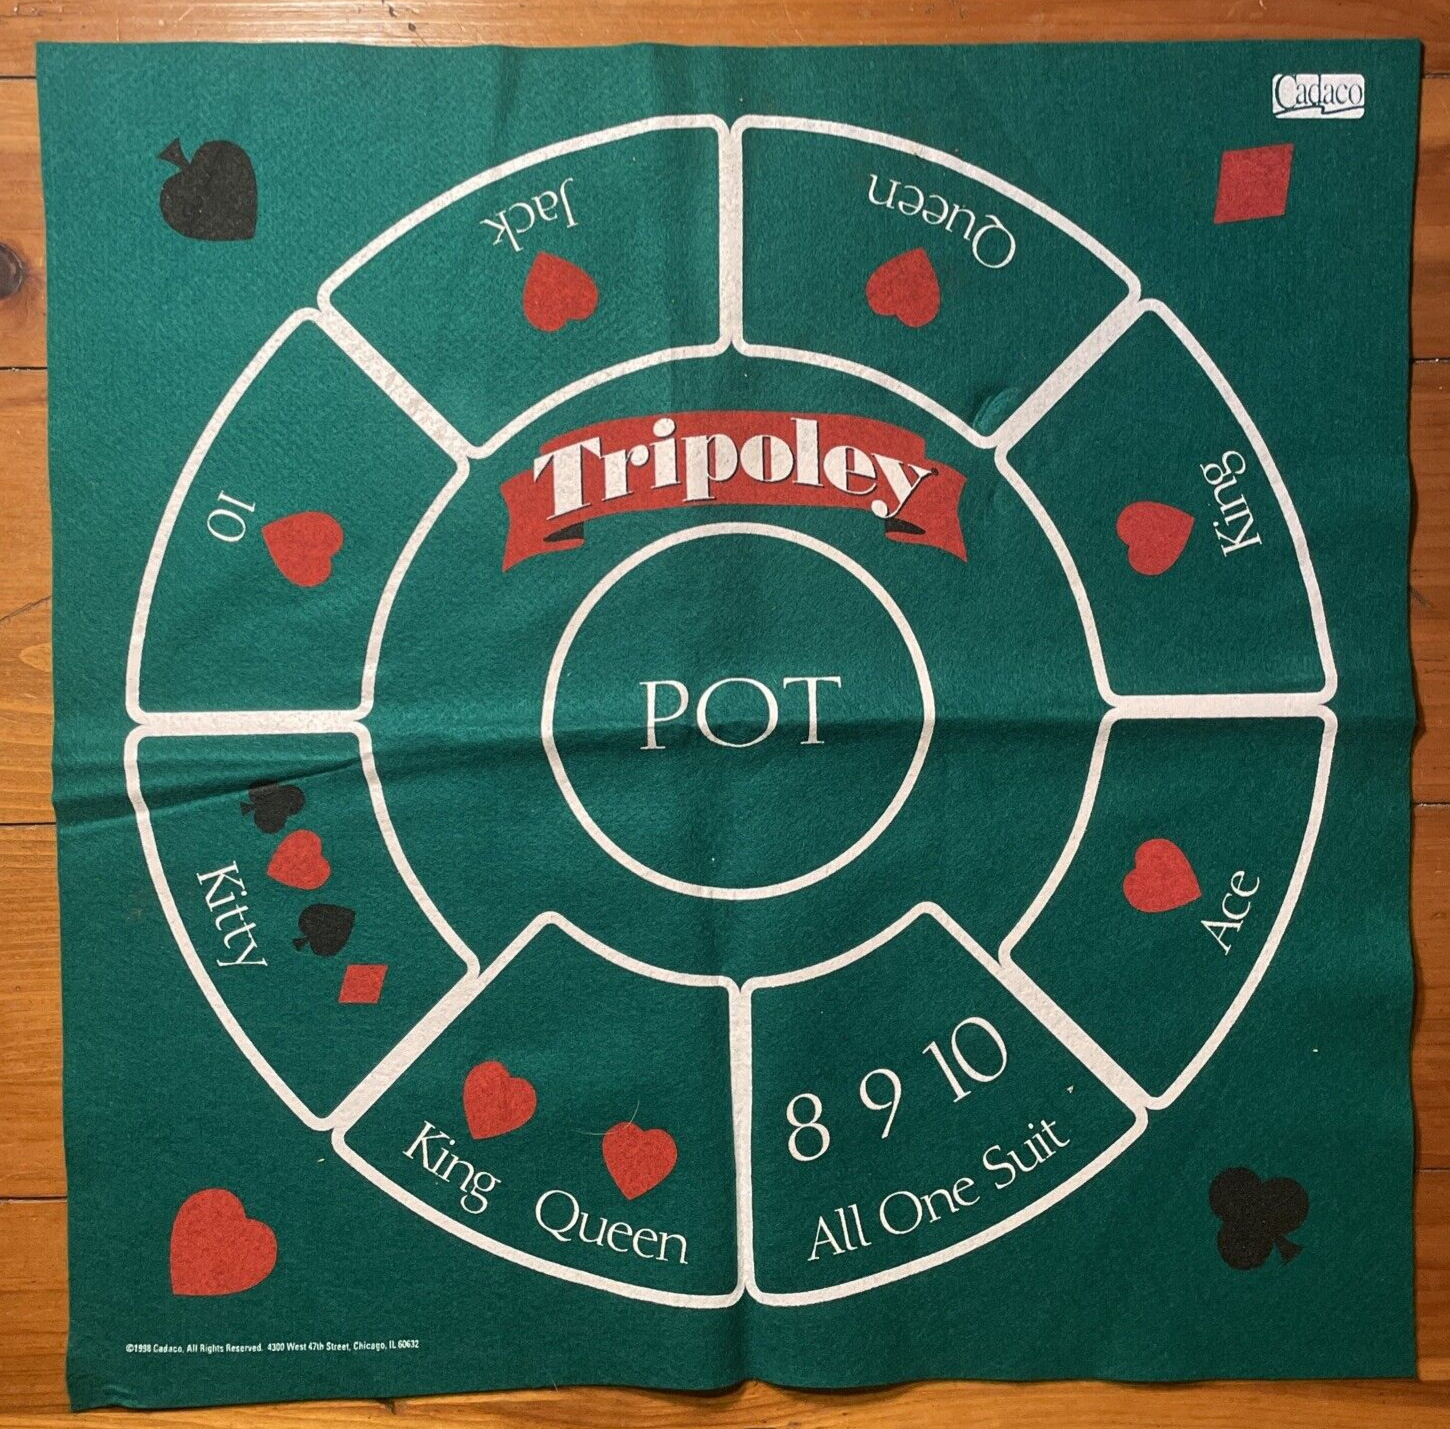 Cadaco
Jack
Queen
10
King
Tripoley
POT
Kitty
Ace
King Queen
8 9 10
All One Suit
©1998 Cadaco, All Rights Reserved. 4300 West 47th Street, Chicago, IL 60632